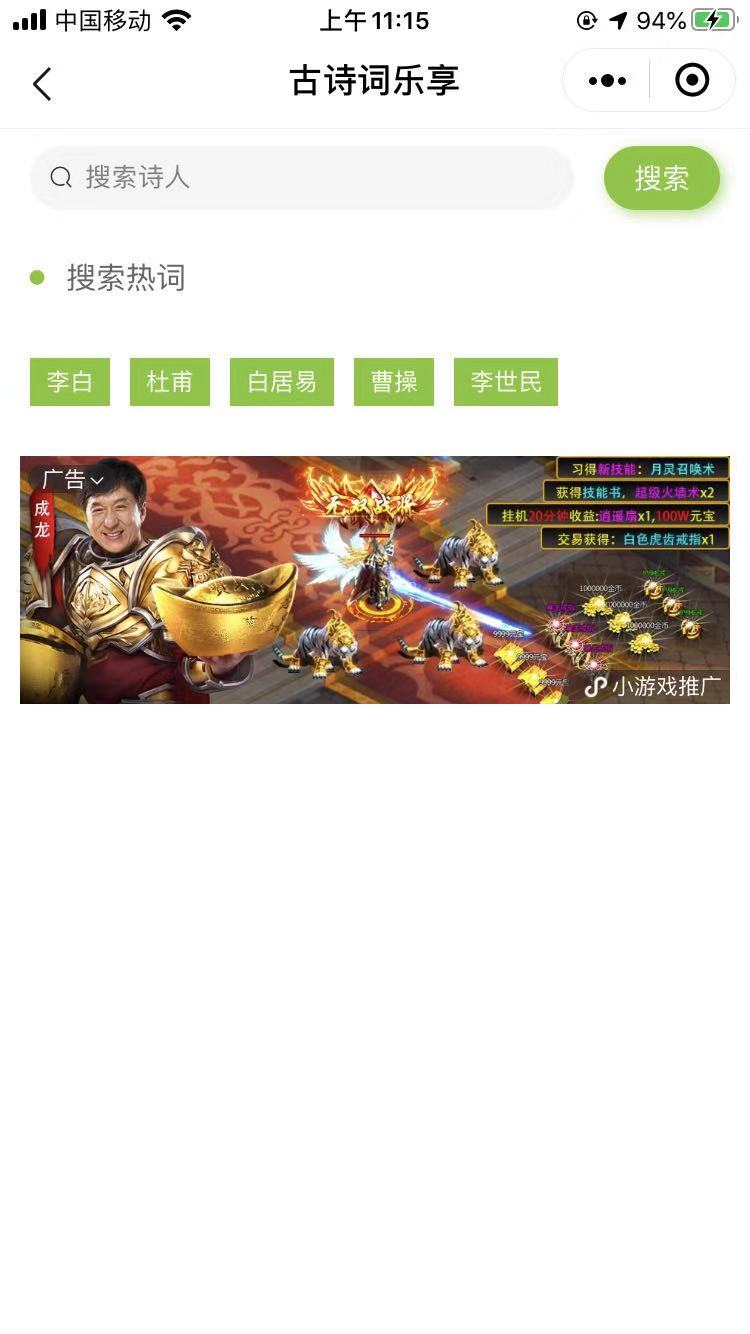 中国移动
上午11:15
94%
古诗词乐享
搜索诗人
搜索
搜索热词
李白
杜甫
白居易
曹操
李世民
广告
成龙
无双战将
习得新技能：月灵召唤术
获得技能书，超级火墙术x2
挂机20分钟收益:逍遥扇x1,100W元宝
交易获得：白色虎齿戒指x1
1000000金币
1000000金币
1000000金币
9999元宝
9999元宝
9999元宝
小游戏推广